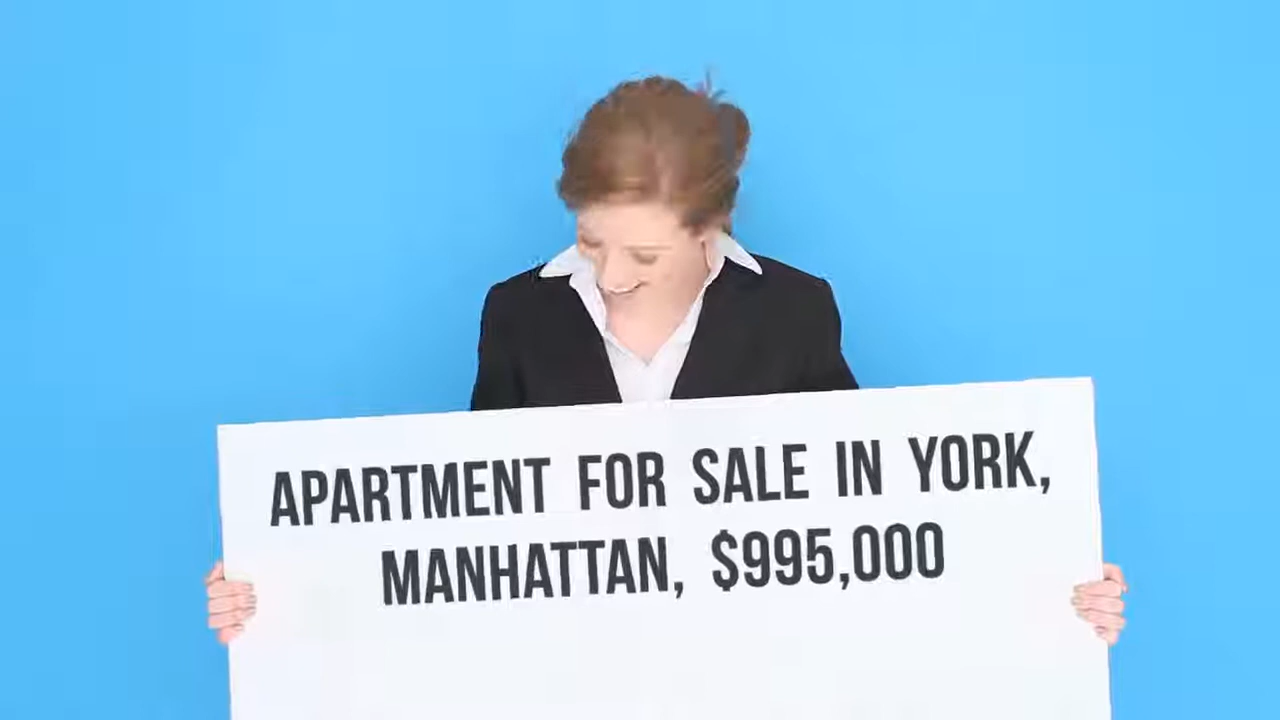 APARTMENT FOR SALE IN YORK,
MANHATTAN, $995,000